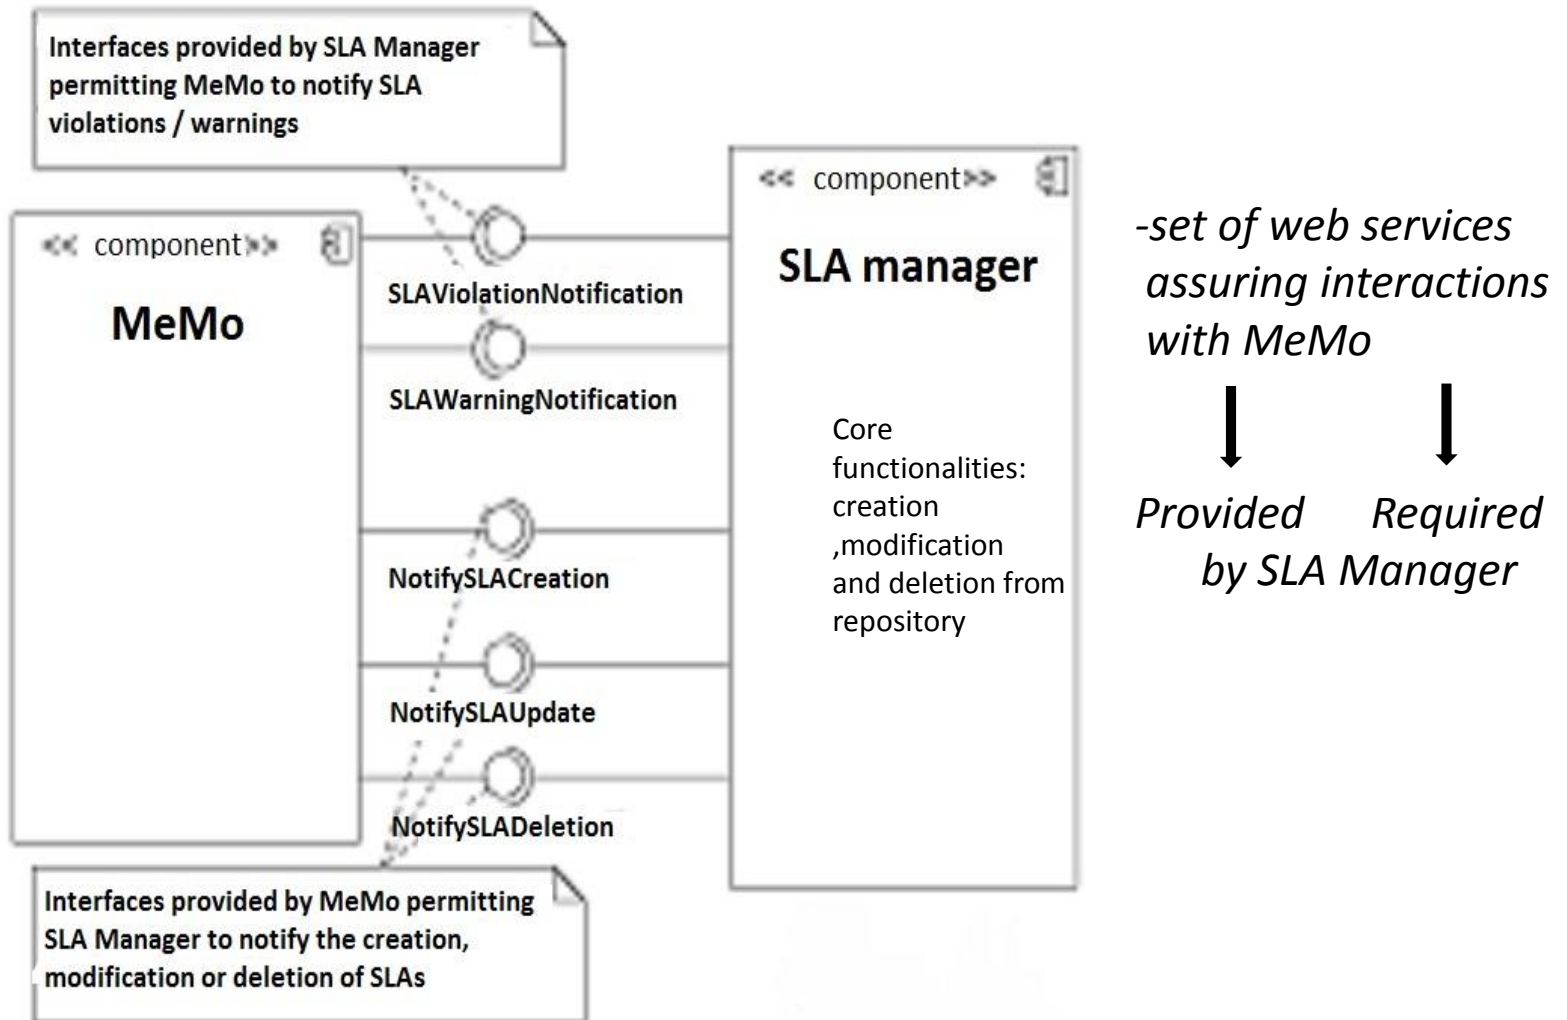 Interfaces provided by SLA Manager
permitting MeMo to notify SLA
violations / warnings
<< component>>
MeMo
SLAViolationNotification
SLAWarningNotification
NotifySLACreation
NotifySLAUpdate
NotifySLADeletion
Interfaces provided by MeMo permitting
SLA Manager to notify the creation,
modification or deletion of SLAs
<< component>>
SLA manager
Core
functionalities:
creation
,modification
and deletion from
repository
-set of web services
assuring interactions
with MeMo
Provided Required
by SLA Manager